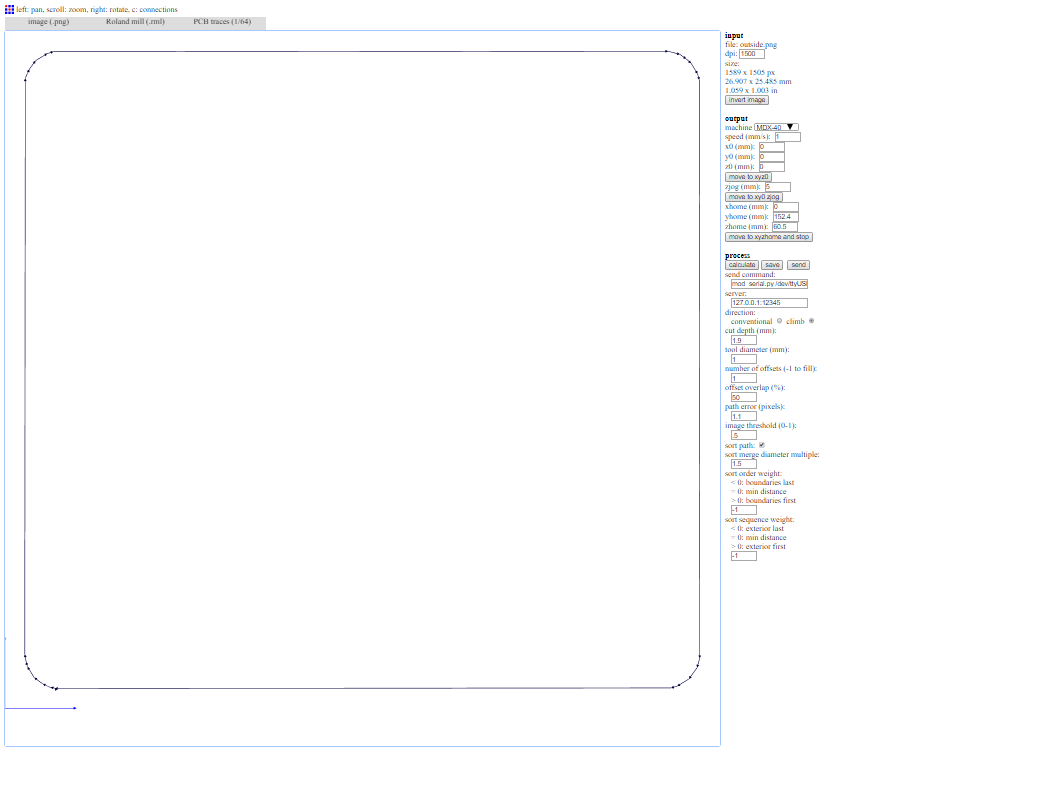 left: pan, scroll: zoom, right: rotate, c: connections
image (.png) Roland mill (.rml) PCB traces (1/64)
input
file: outside.png
dpi: 1500
size:
1589 x 1505 px
26.907 x 25.485 mm
1.059 x 1.003 in
invert image
output
machine MDX-40
speed (mm/s): 1
x0 (mm): 0
y0 (mm): 0
z0 (mm): 0
move to xyz0
zjog (mm): 5
move to xy0 zjog
xhome (mm): 0
yhome (mm): 152.4
zhome (mm): 60.5
move to xyzhome and stop
process
calculate save send
send command:
mod_serial.py /dev/ttyUSB
server:
127.0.0.1:12345
direction:
conventional climb
cut depth (mm):
1.9
tool diameter (mm):
1
number of offsets (-1 to fill):
1
offset overlap (%):
50
path error (pixels):
1.1
image threshold (0-1):
.5
sort path:
sort merge diameter multiple:
1.5
sort order weight:
< 0: boundaries last
= 0: min distance
> 0: boundaries first
-1
sort sequence weight:
< 0: exterior last
= 0: min distance
> 0: exterior first
-1